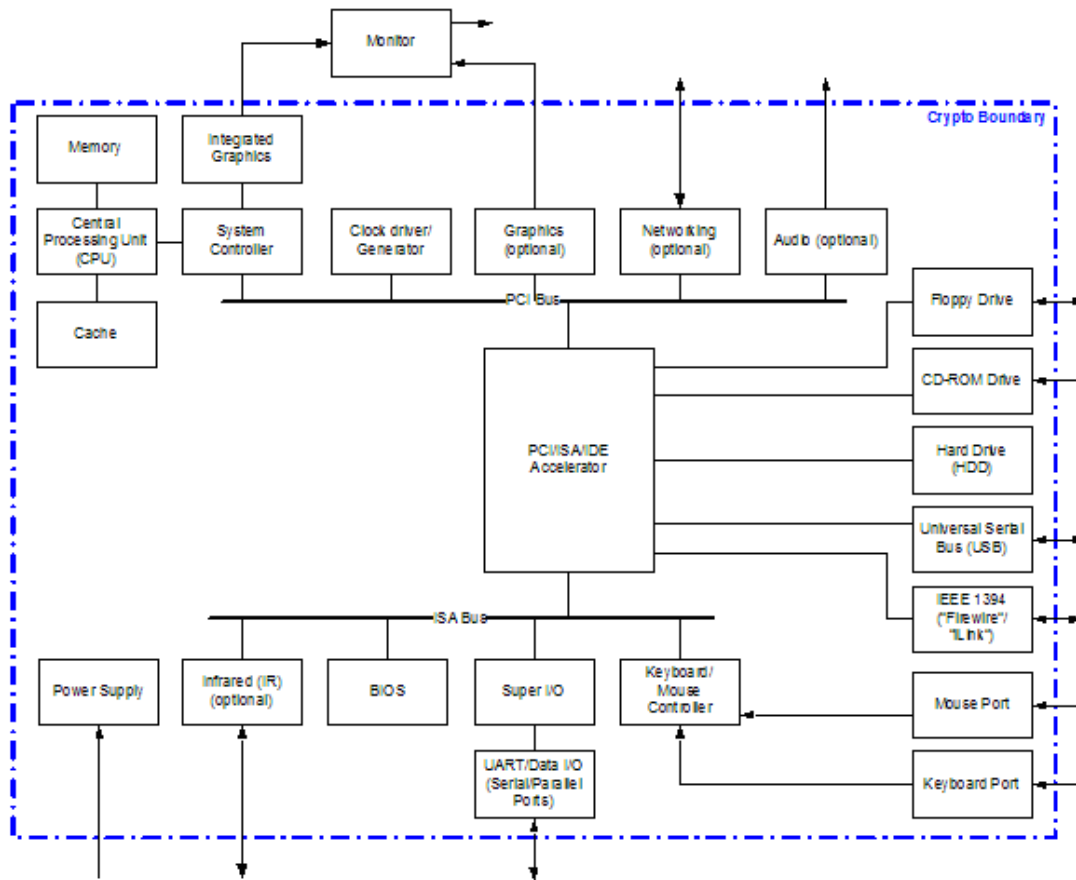 Monitor
Crypto Boundary
Memory
Integrated
Graphics
Central
Processing Unit
(CPU)
System
Controller
Clock driver/
Generator
Graphics
(optional)
Networking
(optional)
Audio (optional)
PCI Bus
Cache
Floppy Drive
CD-ROM Drive
PCI/ISA/IDE
Accelerator
Hard Drive
(HDD)
Universal Serial
Bus (USB)
IEEE 1394
("Firewire"/
"iLink")
ISA Bus
Power Supply
Infrared (IR)
(optional)
BIOS
Super I/O
Keyboard/
Mouse
Controller
Mouse Port
UART/Data I/O
(Serial/Parallel
Ports)
Keyboard Port